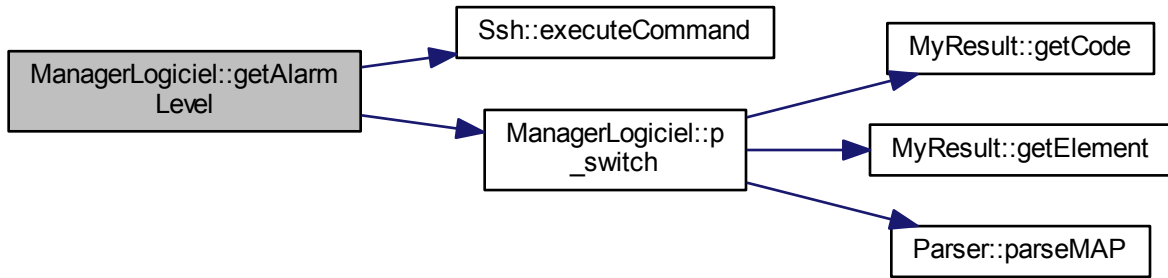 ManagerLogiciel::getAlarm
Level
Ssh::executeCommand
ManagerLogiciel::p
_switch
MyResult::getCode
MyResult::getElement
Parser::parseMAP